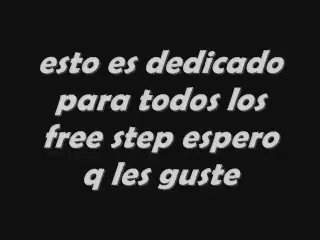 esto es dedicado
para todos los
free step espero
q les guste